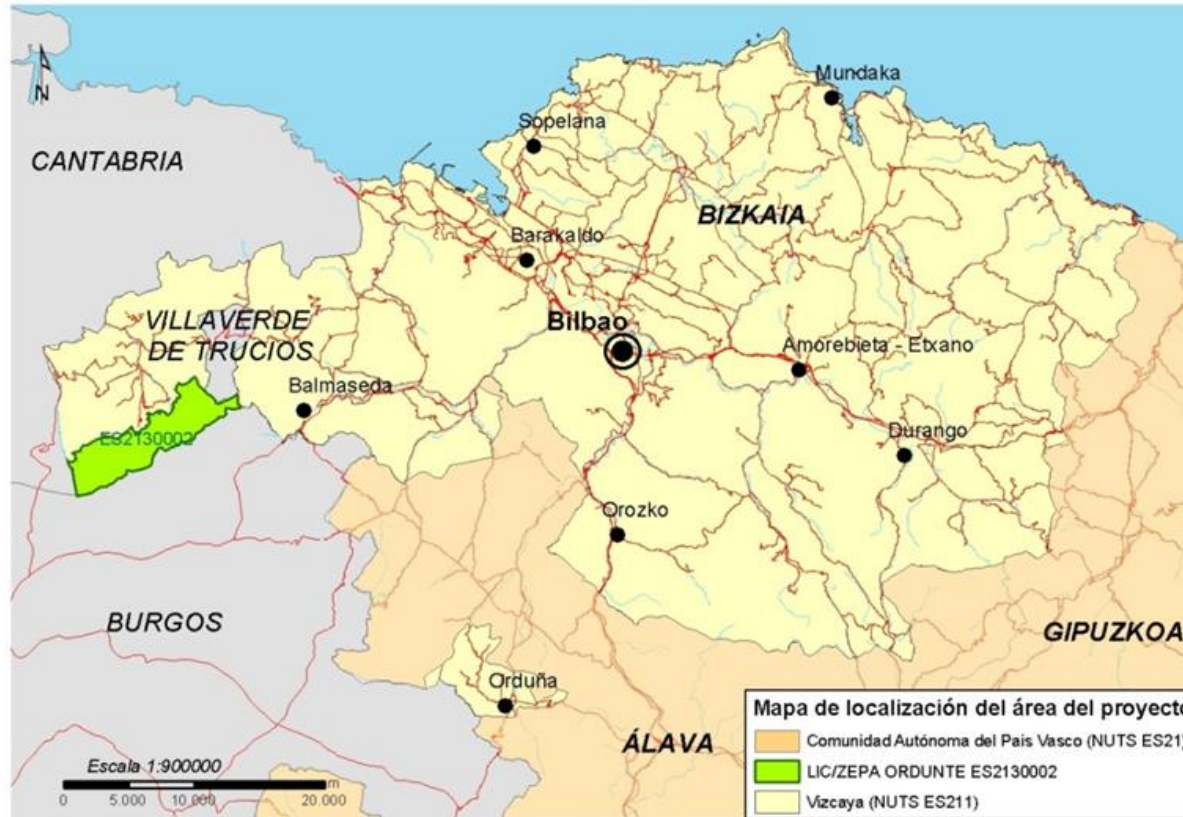 N
CANTABRIA
Mundaka
Sopelana
BIZKAIA
Barakaldo
VILLAVERDE
DE TRUCIOS
Bilbao
Amorebieta - Etxano
Balmaseda
ES2130002
Durango
Orozko
BURGOS
GIPUZKOA
Orduña
ÁLAVA
Escala 1:900000
m
0 5.000 10.000 20.000
Mapa de localización del área del proyecto
Comunidad Autónoma del País Vasco (NUTS ES21)
LIC/ZEPA ORDUNTE ES2130002
Vizcaya (NUTS ES211)